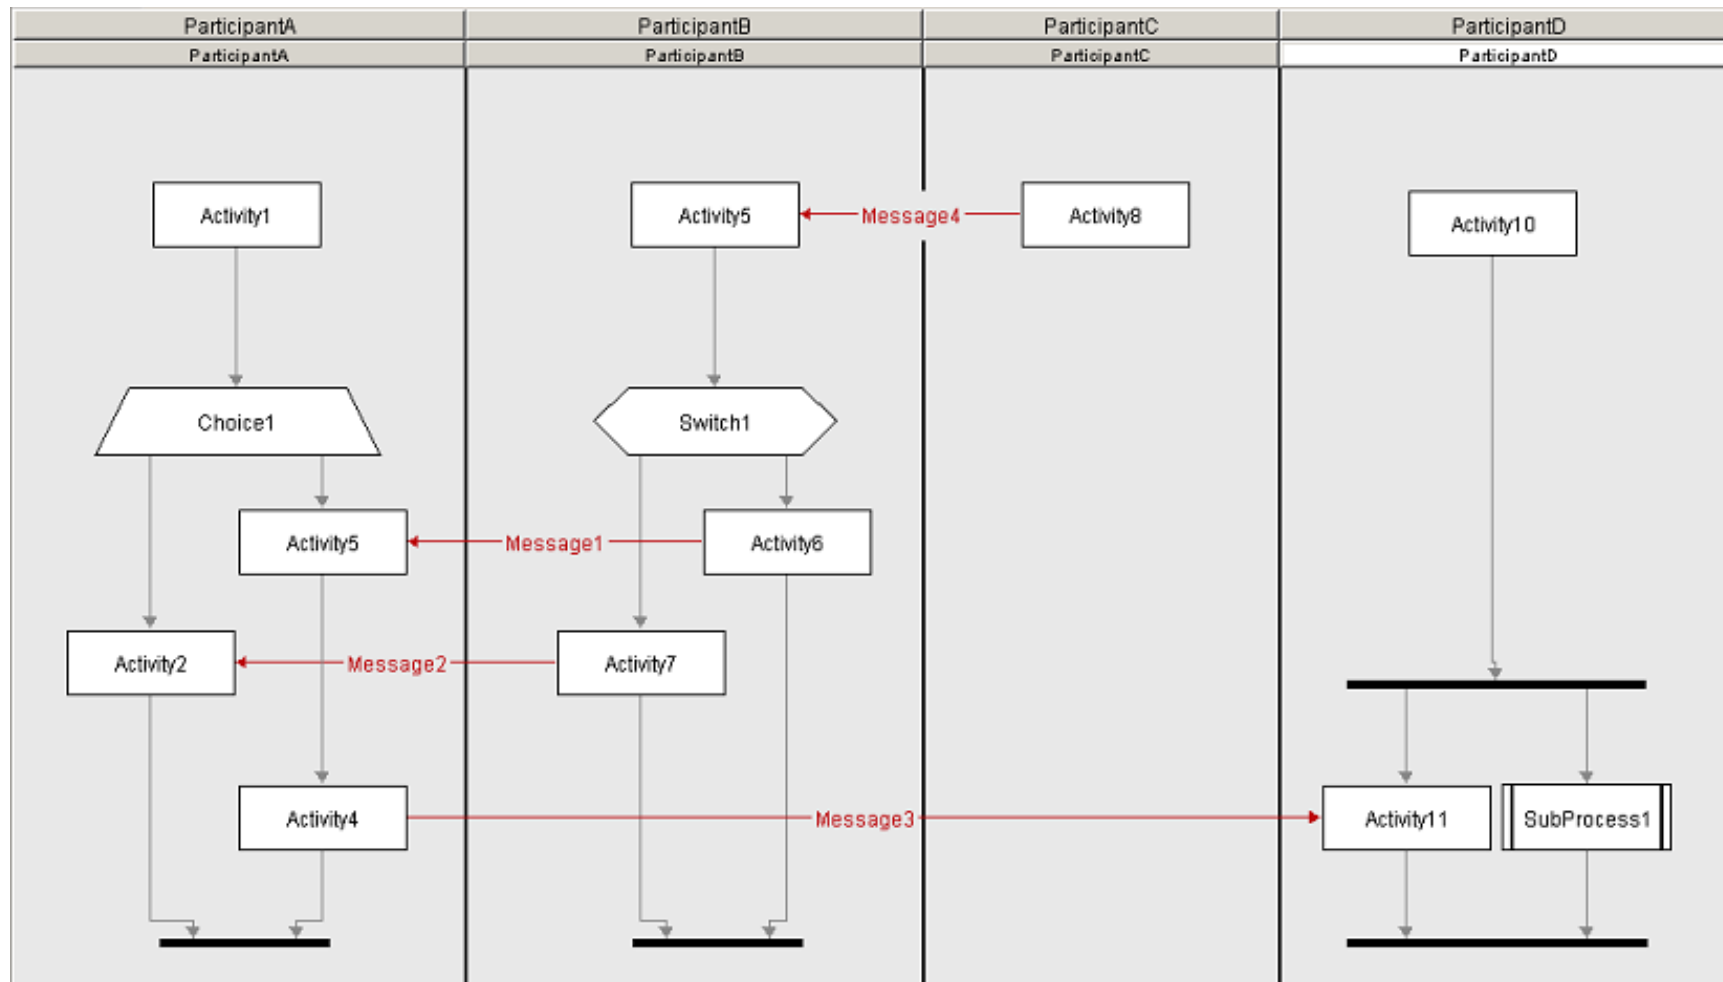 ParticipantA ParticipantB ParticipantC ParticipantD
ParticipantA ParticipantB ParticipantC ParticipantD
Activity1 Activity5 Message4 Activity8 Activity10
Choice1 Switch1
Activity5 Message1 Activity6
Activity2 Message2 Activity7
Activity4 Message3 Activity11 SubProcess1